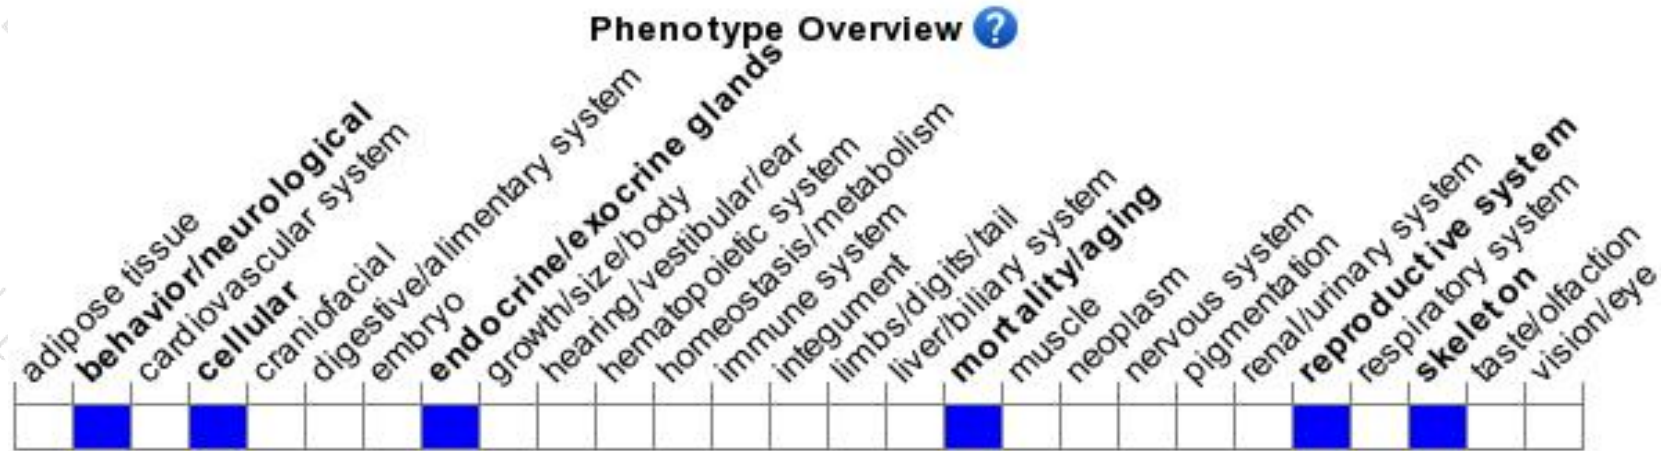 Phenotype Overview ?
adipose tissue
behavior/neurological
cardiovascular system
cellular
craniofacial
digestive/alimentary system
embryo
endocrine/exocrine glands
growth/size/body
hearing/vestibular/ear
hematopoietic system
homeostasis/metabolism
immune system
integument
limbs/digits/tail
liver/biliary system
mortality/aging
muscle
neoplasm
nervous system
pigmentation
renal/urinary system
reproductive system
respiratory system
skeleton
taste/olfaction
vision/eye